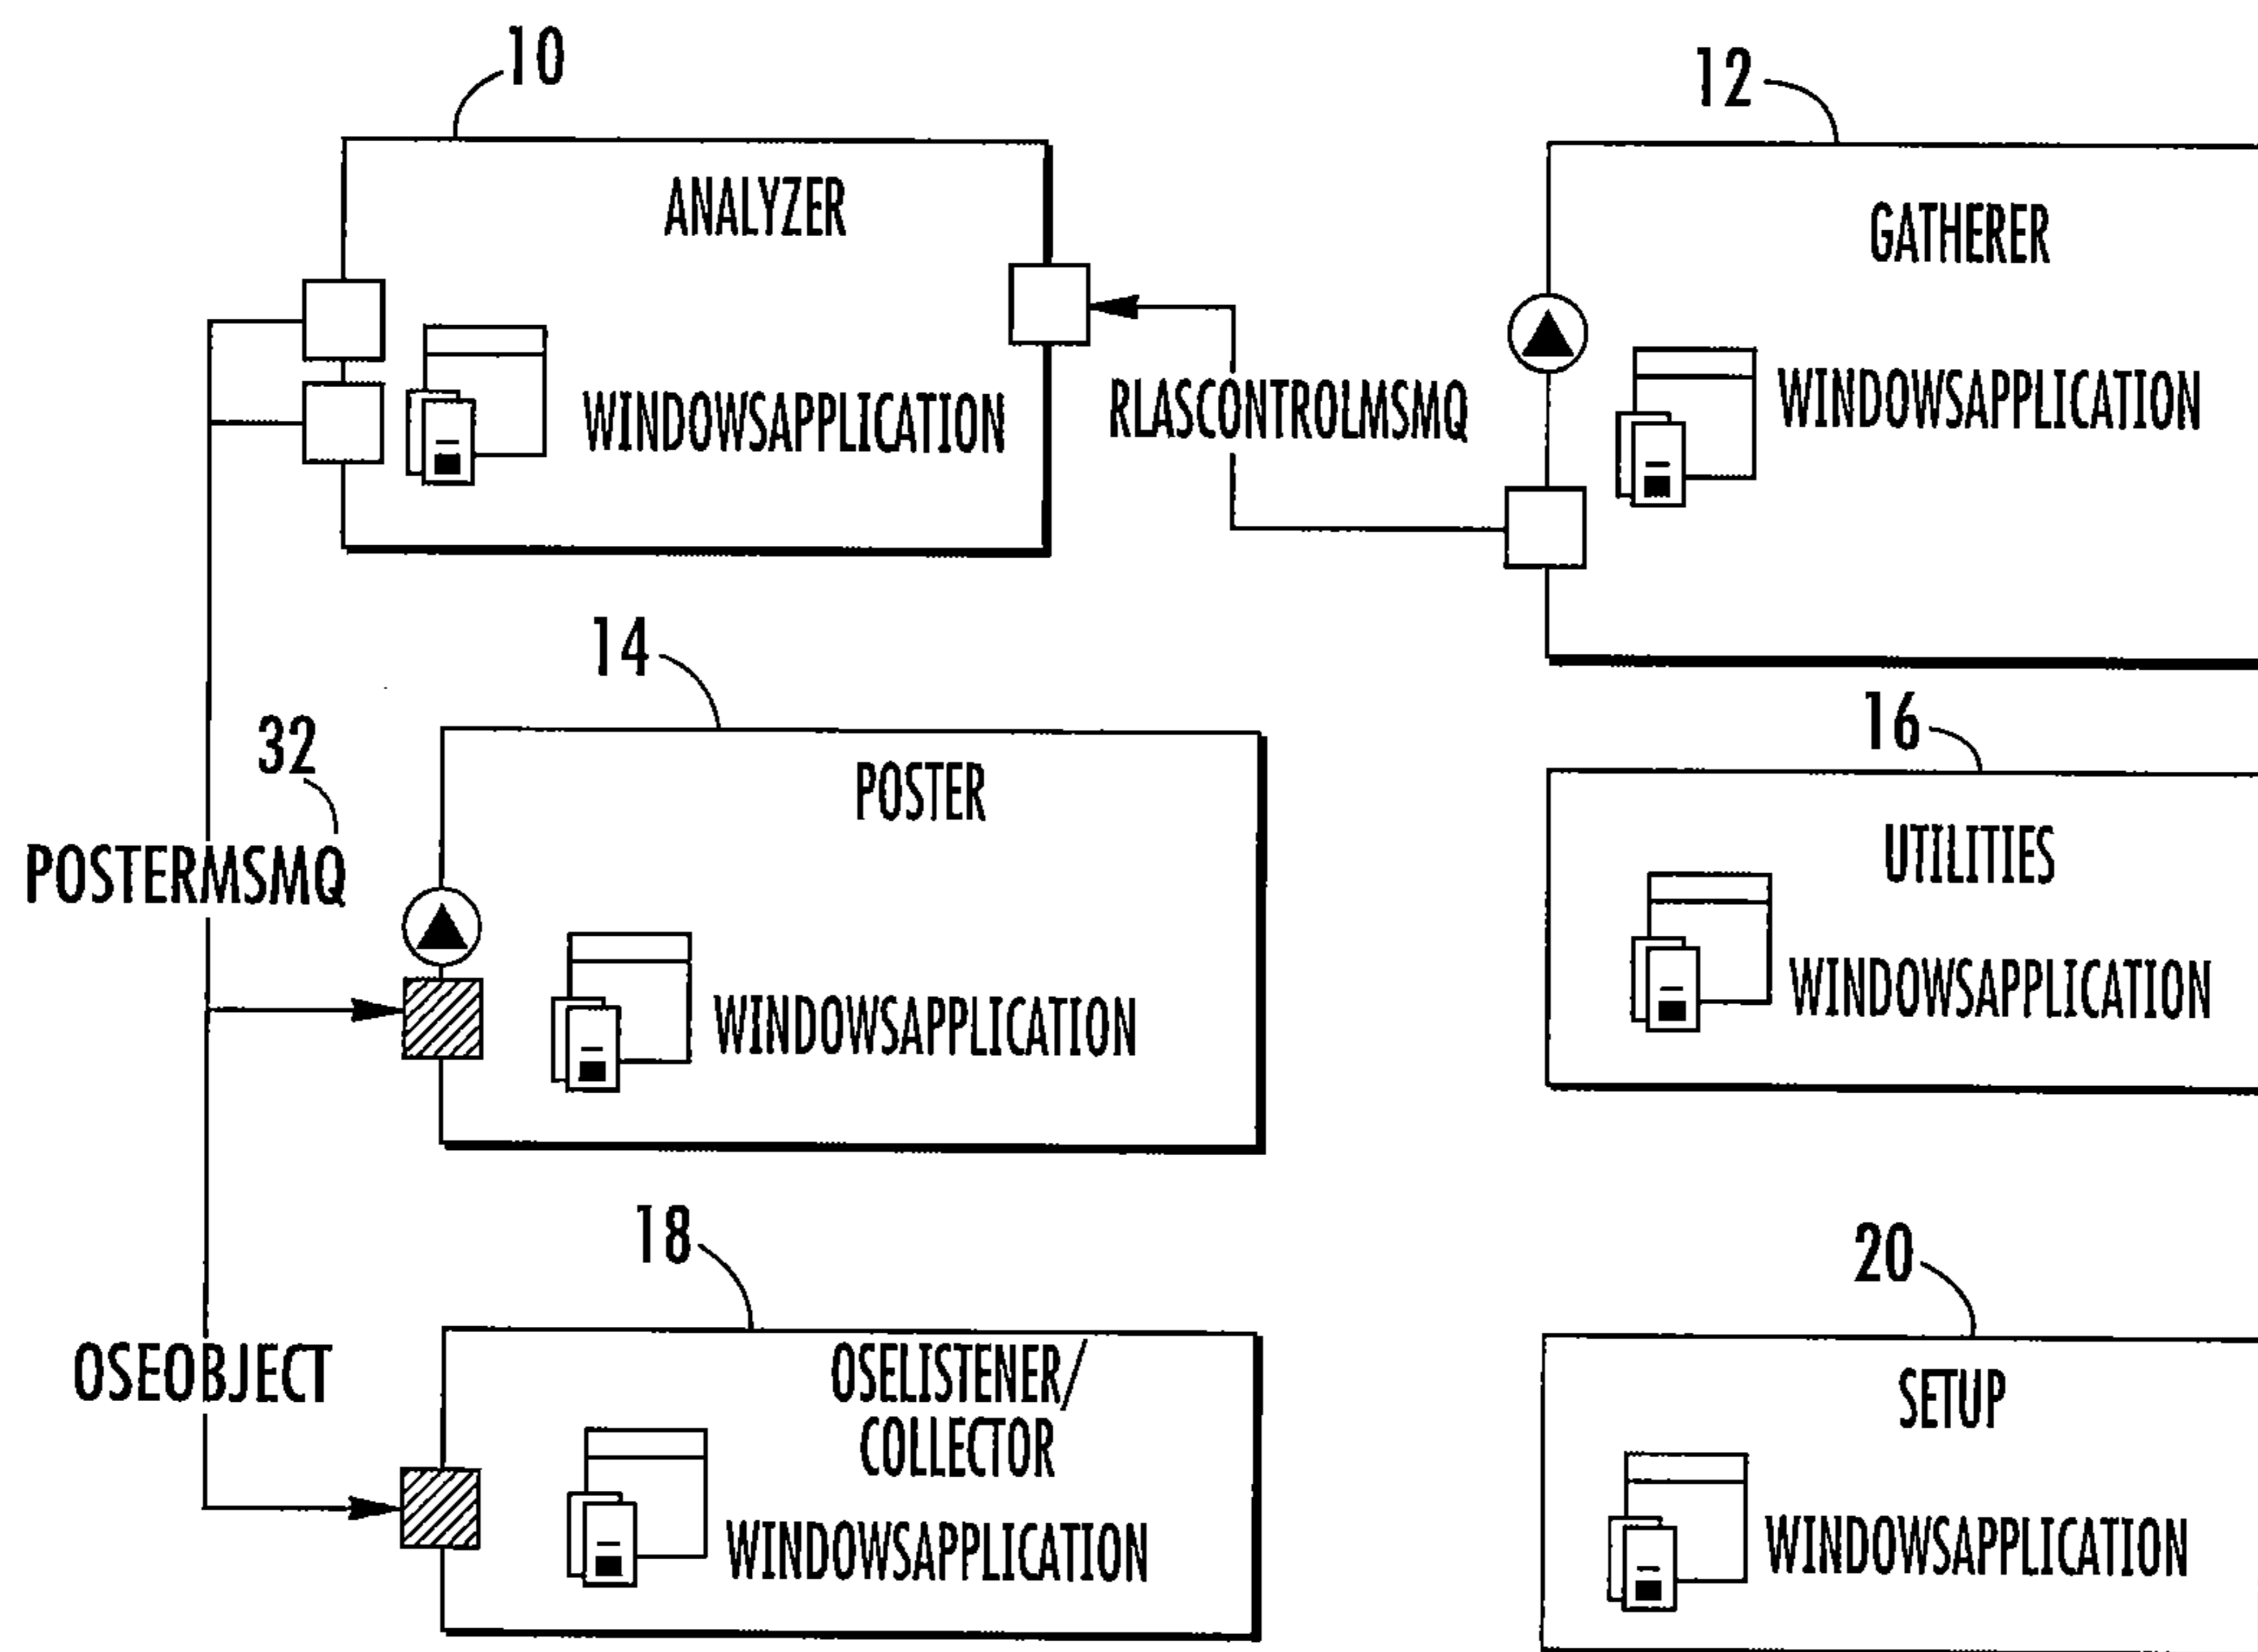 10
12
ANALYZER
GATHERER
WINDOWSAPPLICATION
RLASCONTROLMSMQ
WINDOWSAPPLICATION
14
16
32
POSTER
UTILITIES
POSTERMSMQ
WINDOWSAPPLICATION
WINDOWSAPPLICATION
18
20
OSEOBJECT
OSELISTENER/
COLLECTOR
SETUP
WINDOWSAPPLICATION
WINDOWSAPPLICATION